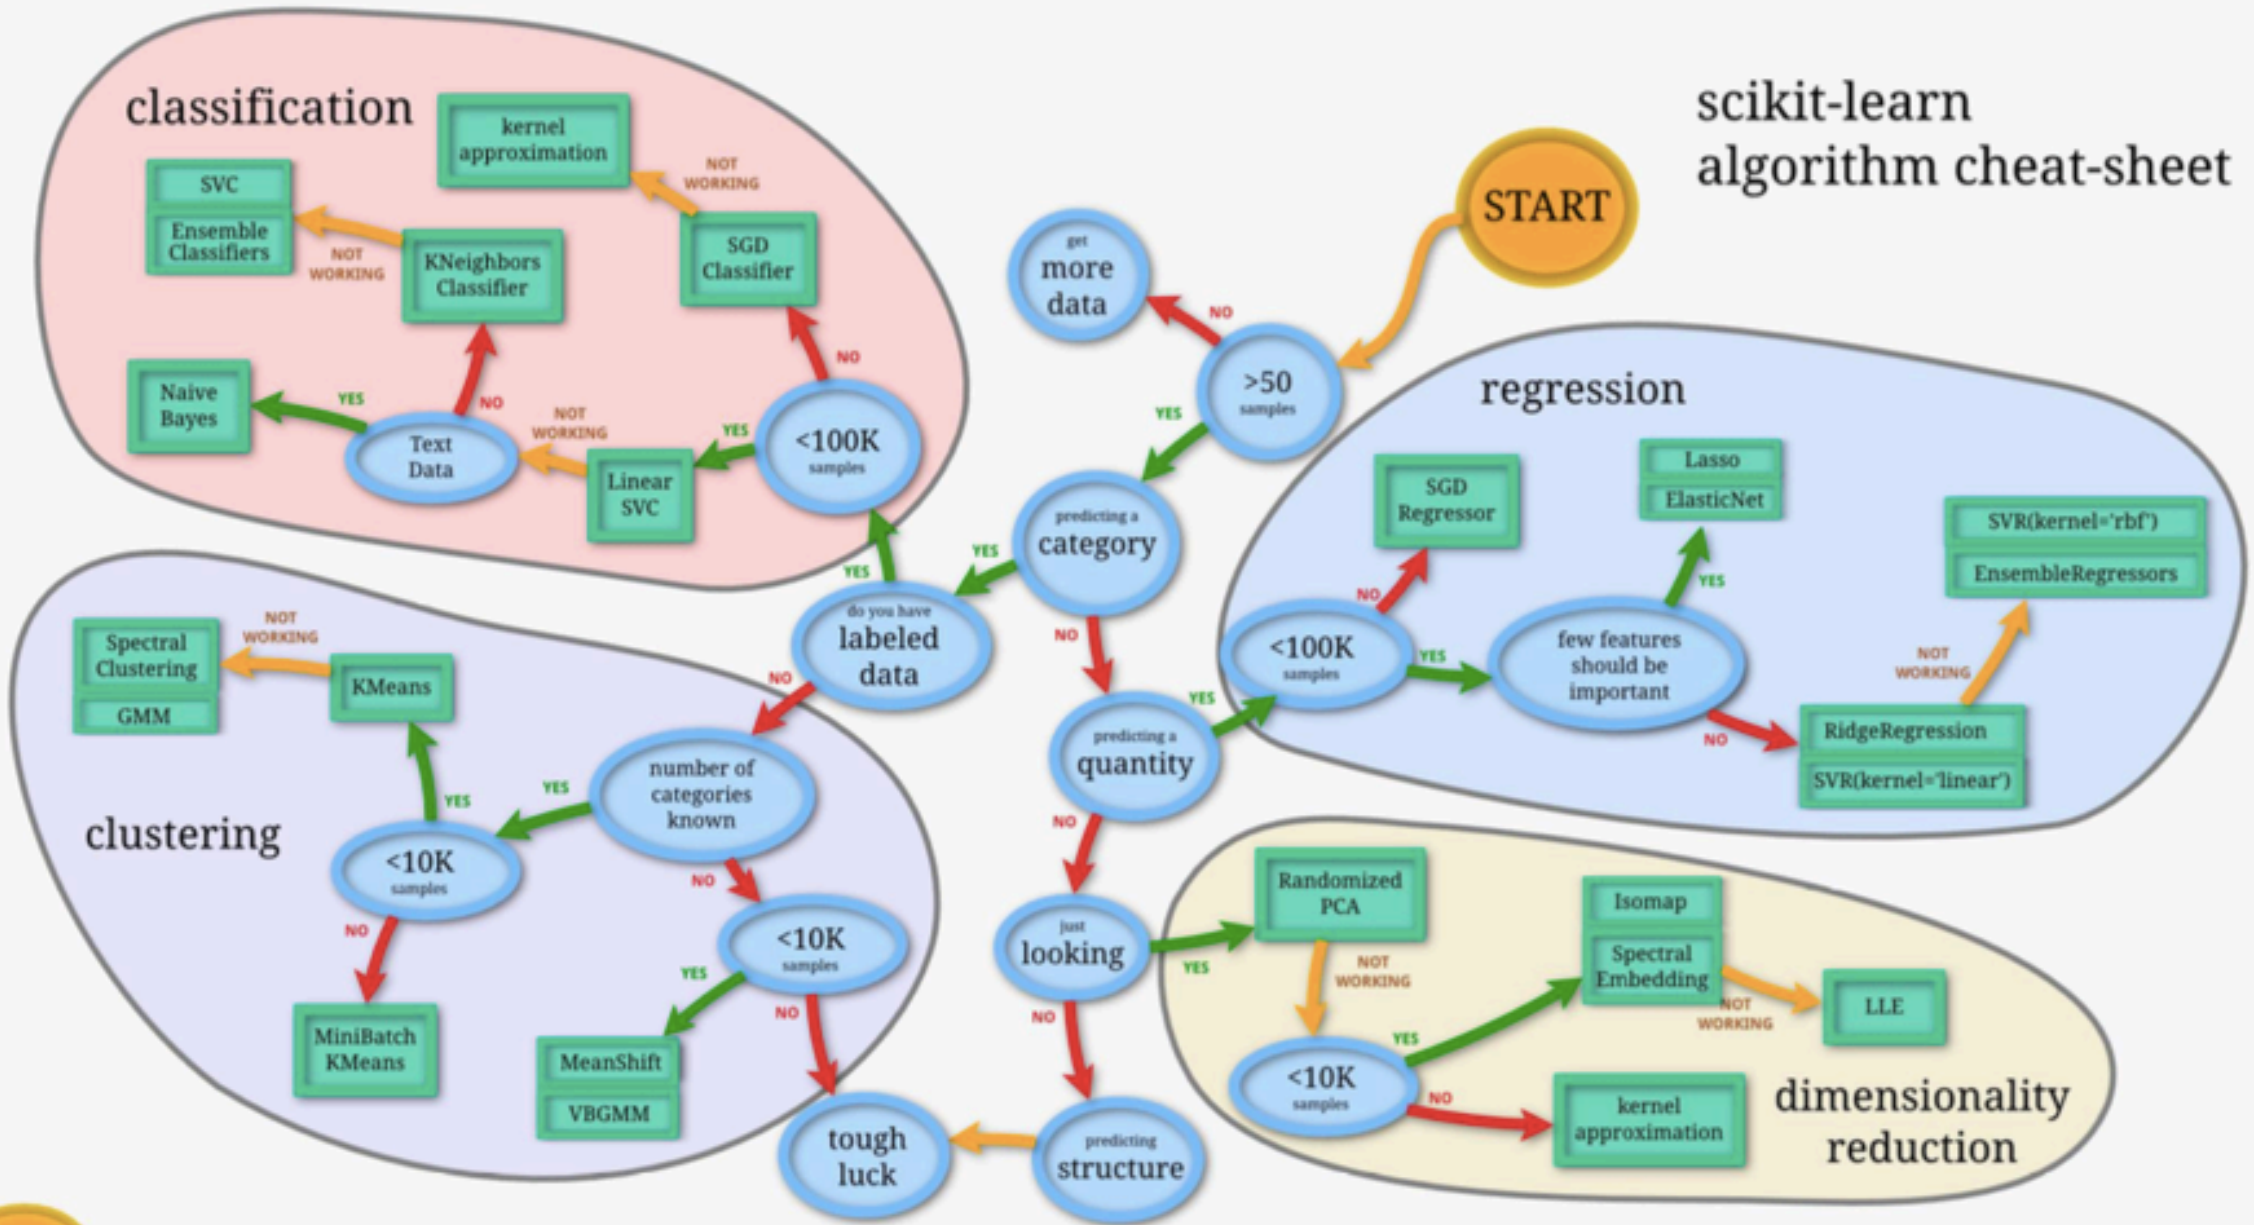 scikit-learn
algorithm cheat-sheet
START
get
more
data
NO
>50
samples
YES
predicting a
category
YES
NO
do you have
labeled
data
YES
NO
predicting a
quantity
YES
NO
just
looking
YES
NO
predicting
structure
tough
luck
classification
kernel
approximation
NOT
WORKING
SVC
Ensemble
Classifiers
NOT
WORKING
KNeighbors
Classifier
SGD
Classifier
NO
Naive
Bayes
YES
NO
Text
Data
NOT
WORKING
Linear
SVC
YES
<100K
samples
regression
SGD
Regressor
NO
<100K
samples
YES
Lasso
ElasticNet
YES
few features
should be
important
NO
SVR(kernel='rbf')
EnsembleRegressors
NOT
WORKING
RidgeRegression
SVR(kernel='linear')
clustering
Spectral
Clustering
GMM
NOT
WORKING
KMeans
YES
<10K
samples
NO
MiniBatch
KMeans
YES
number of
categories
known
NO
<10K
samples
YES
NO
MeanShift
VBGMM
Randomized
PCA
NOT
WORKING
<10K
samples
YES
NO
Isomap
Spectral
Embedding
NOT
WORKING
LLE
kernel
approximation
dimensionality
reduction